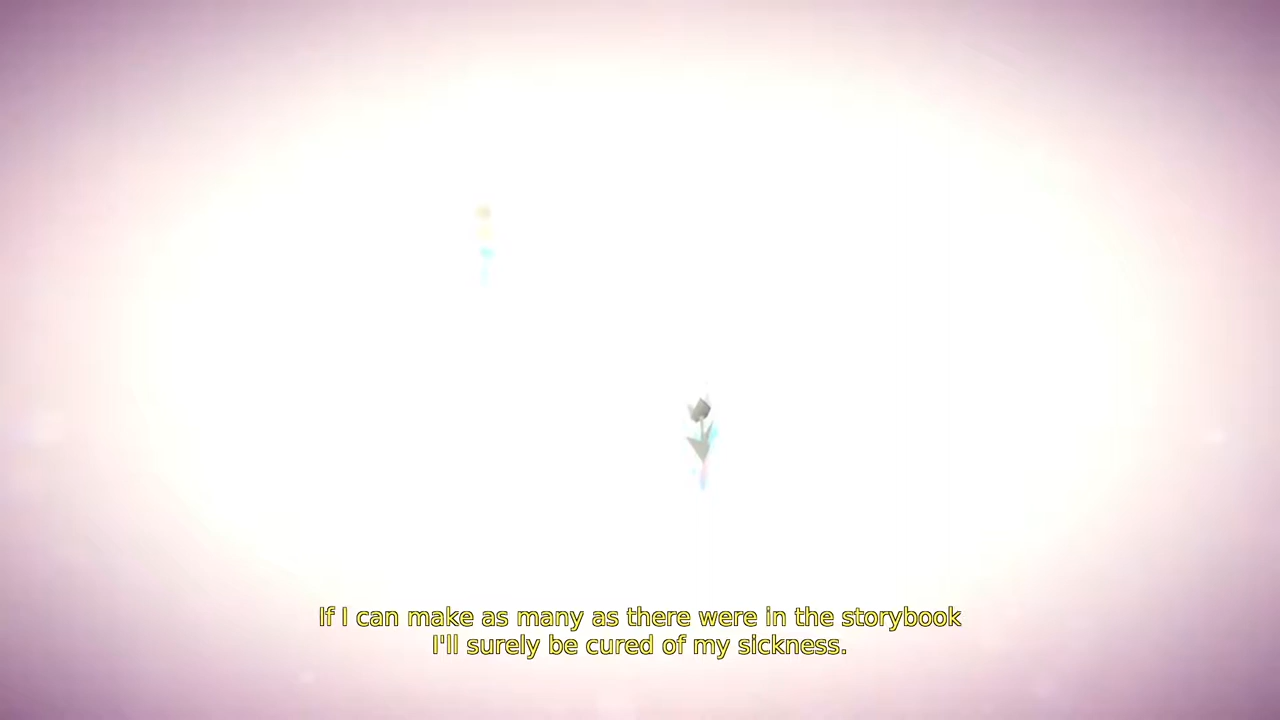 If I can make as many as there were in the storybook
I'll surely be cured of my sickness.